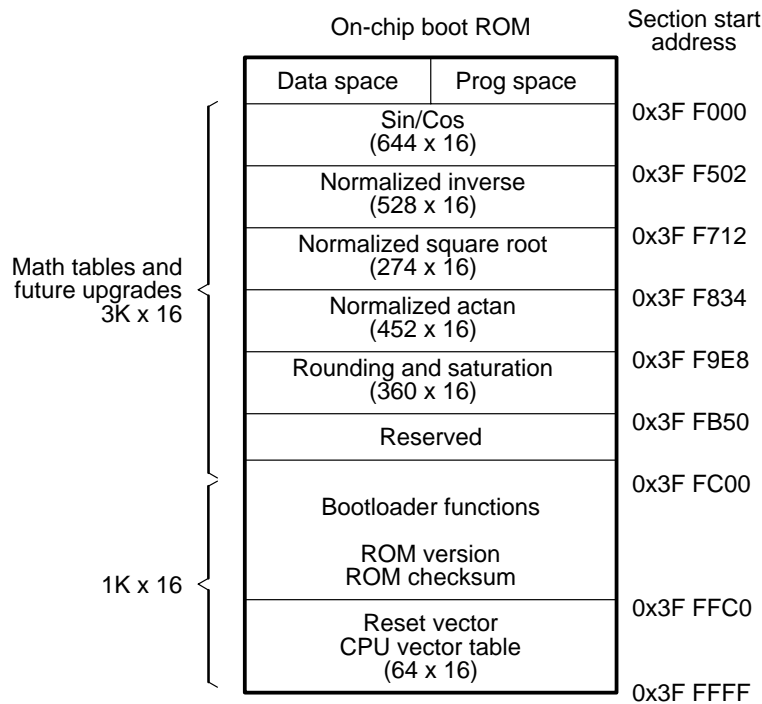 On-chip boot ROM
Section start
address
Data space
Prog space
0x3F F000
Sin/Cos
(644 x 16)
0x3F F502
Normalized inverse
(528 x 16)
0x3F F712
Normalized square root
(274 x 16)
Math tables and
future upgrades
3K x 16
0x3F F834
Normalized actan
(452 x 16)
0x3F F9E8
Rounding and saturation
(360 x 16)
0x3F FB50
Reserved
0x3F FC00
Bootloader functions
ROM version
ROM checksum
1K x 16
0x3F FFC0
Reset vector
CPU vector table
(64 x 16)
0x3F FFFF